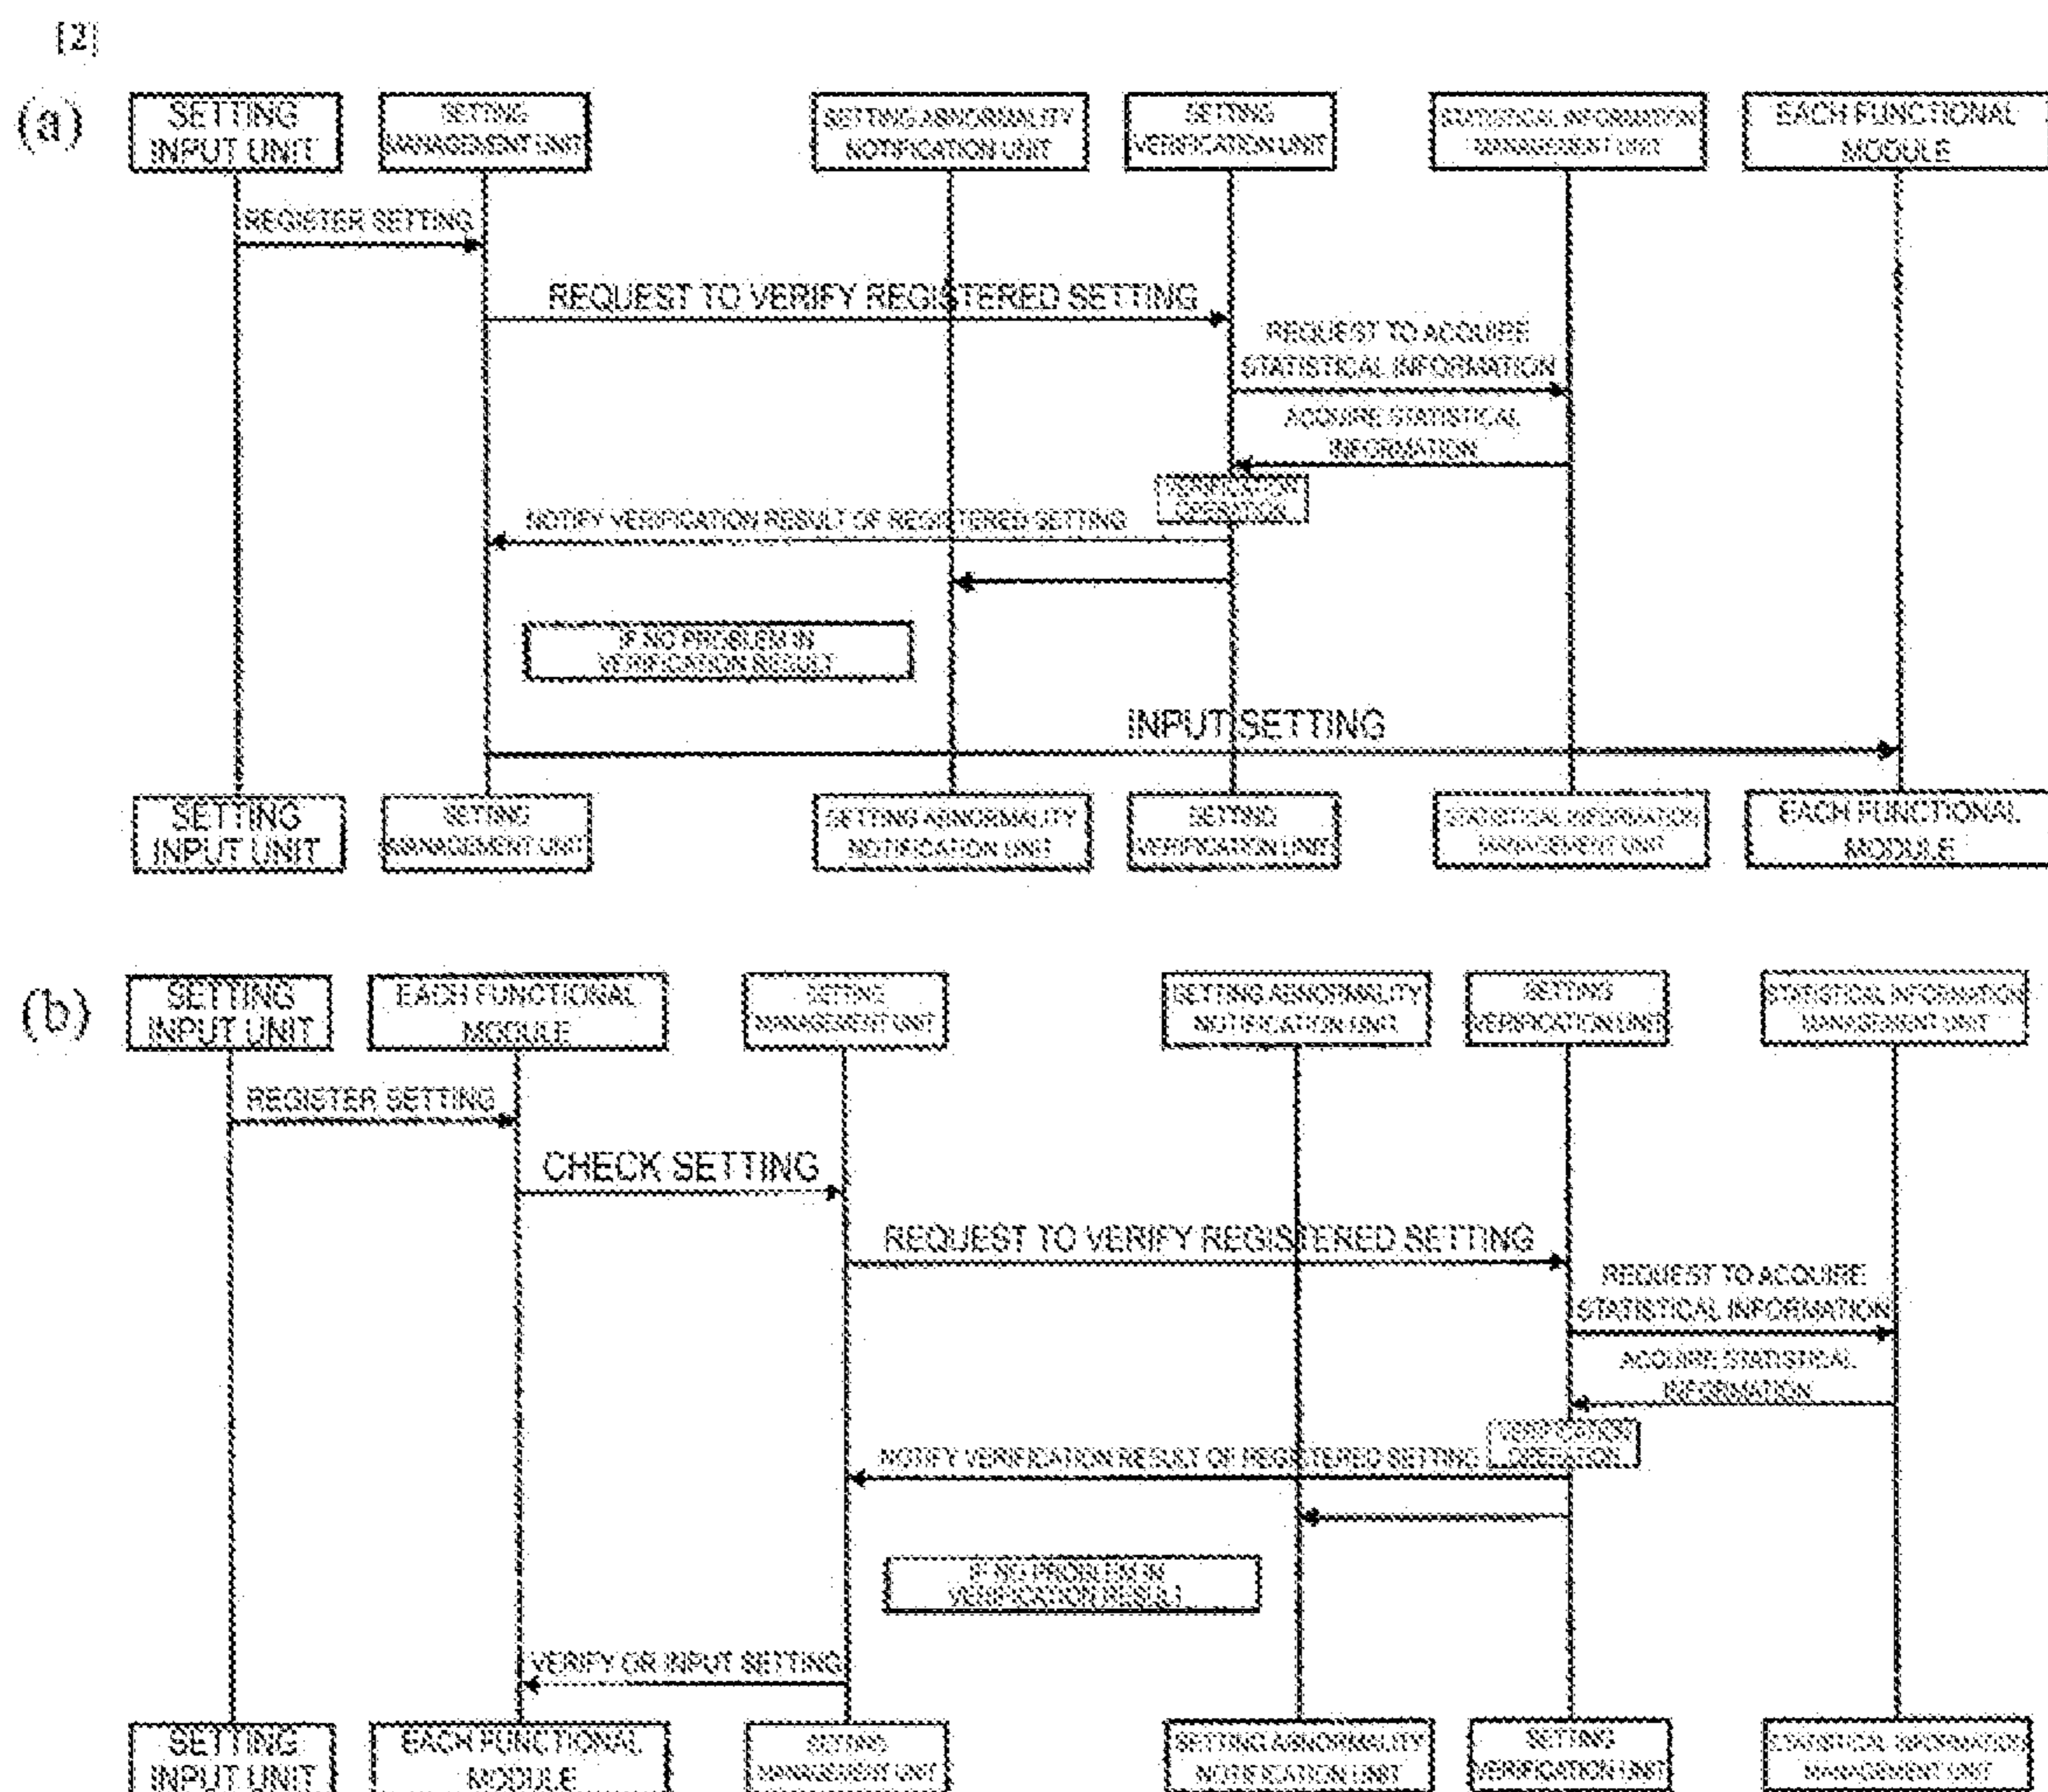 [2]
(a)
SETTING
INPUT UNIT
SETTING
MANAGEMENT UNIT
SETTING ABNORMALITY
NOTIFICATION UNIT
SETTING
VERIFICATION UNIT
STATISTICAL INFORMATION
MANAGEMENT UNIT
EACH FUNCTIONAL
MODULE
REGISTER SETTING
REQUEST TO VERIFY REGISTERED SETTING
REQUEST TO ACQUIRE
STATISTICAL INFORMATION
ACQUIRE STATISTICAL
INFORMATION
VERIFICATION
OPERATION
NOTIFY VERIFICATION RESULT OF REGISTERED SETTING
IF NO PROBLEM IN
VERIFICATION RESULT
INPUT SETTING
SETTING
INPUT UNIT
SETTING
MANAGEMENT UNIT
SETTING ABNORMALITY
NOTIFICATION UNIT
SETTING
VERIFICATION UNIT
STATISTICAL INFORMATION
MANAGEMENT UNIT
EACH FUNCTIONAL
MODULE
(b)
SETTING
INPUT UNIT
EACH FUNCTIONAL
MODULE
SETTING
MANAGEMENT UNIT
SETTING ABNORMALITY
NOTIFICATION UNIT
SETTING
VERIFICATION UNIT
STATISTICAL INFORMATION
MANAGEMENT UNIT
REGISTER SETTING
CHECK SETTING
REQUEST TO VERIFY REGISTERED SETTING
REQUEST TO ACQUIRE
STATISTICAL INFORMATION
ACQUIRE STATISTICAL
INFORMATION
VERIFICATION
OPERATION
NOTIFY VERIFICATION RESULT OF REGISTERED SETTING
IF NO PROBLEM IN
VERIFICATION RESULT
VERIFY OR INPUT SETTING
SETTING
INPUT UNIT
EACH FUNCTIONAL
MODULE
SETTING
MANAGEMENT UNIT
SETTING ABNORMALITY
NOTIFICATION UNIT
SETTING
VERIFICATION UNIT
STATISTICAL INFORMATION
MANAGEMENT UNIT